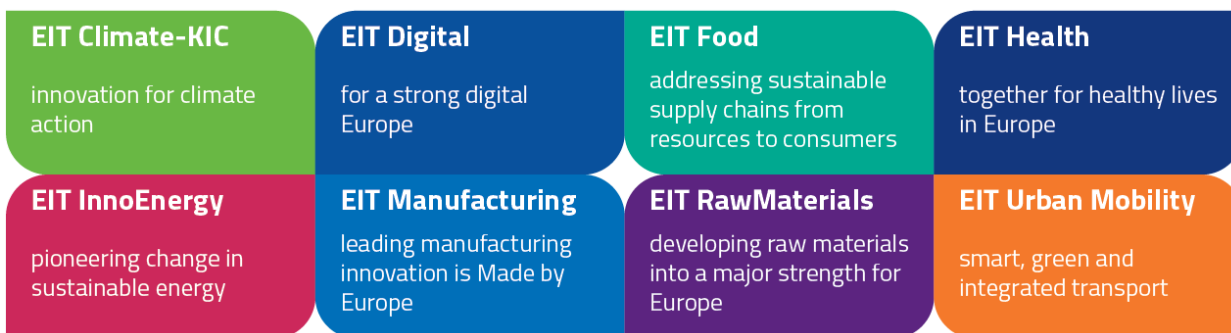 EIT Climate-KIC
innovation for climate
action
EIT Digital
for a strong digital
Europe
EIT Food
addressing sustainable
supply chains from
resources to consumers
EIT Health
together for healthy lives
in Europe
EIT InnoEnergy
pioneering change in
sustainable energy
EIT Manufacturing
leading manufacturing
innovation is Made by
Europe
EIT RawMaterials
developing raw materials
into a major strength for
Europe
EIT Urban Mobility
smart, green and
integrated transport